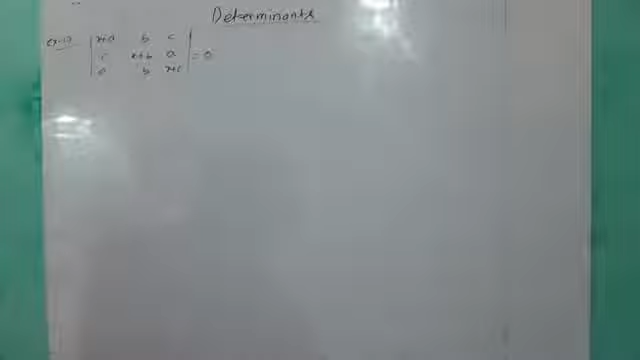 Determinants
x+a b c
c x+b a = 0
a b x+c